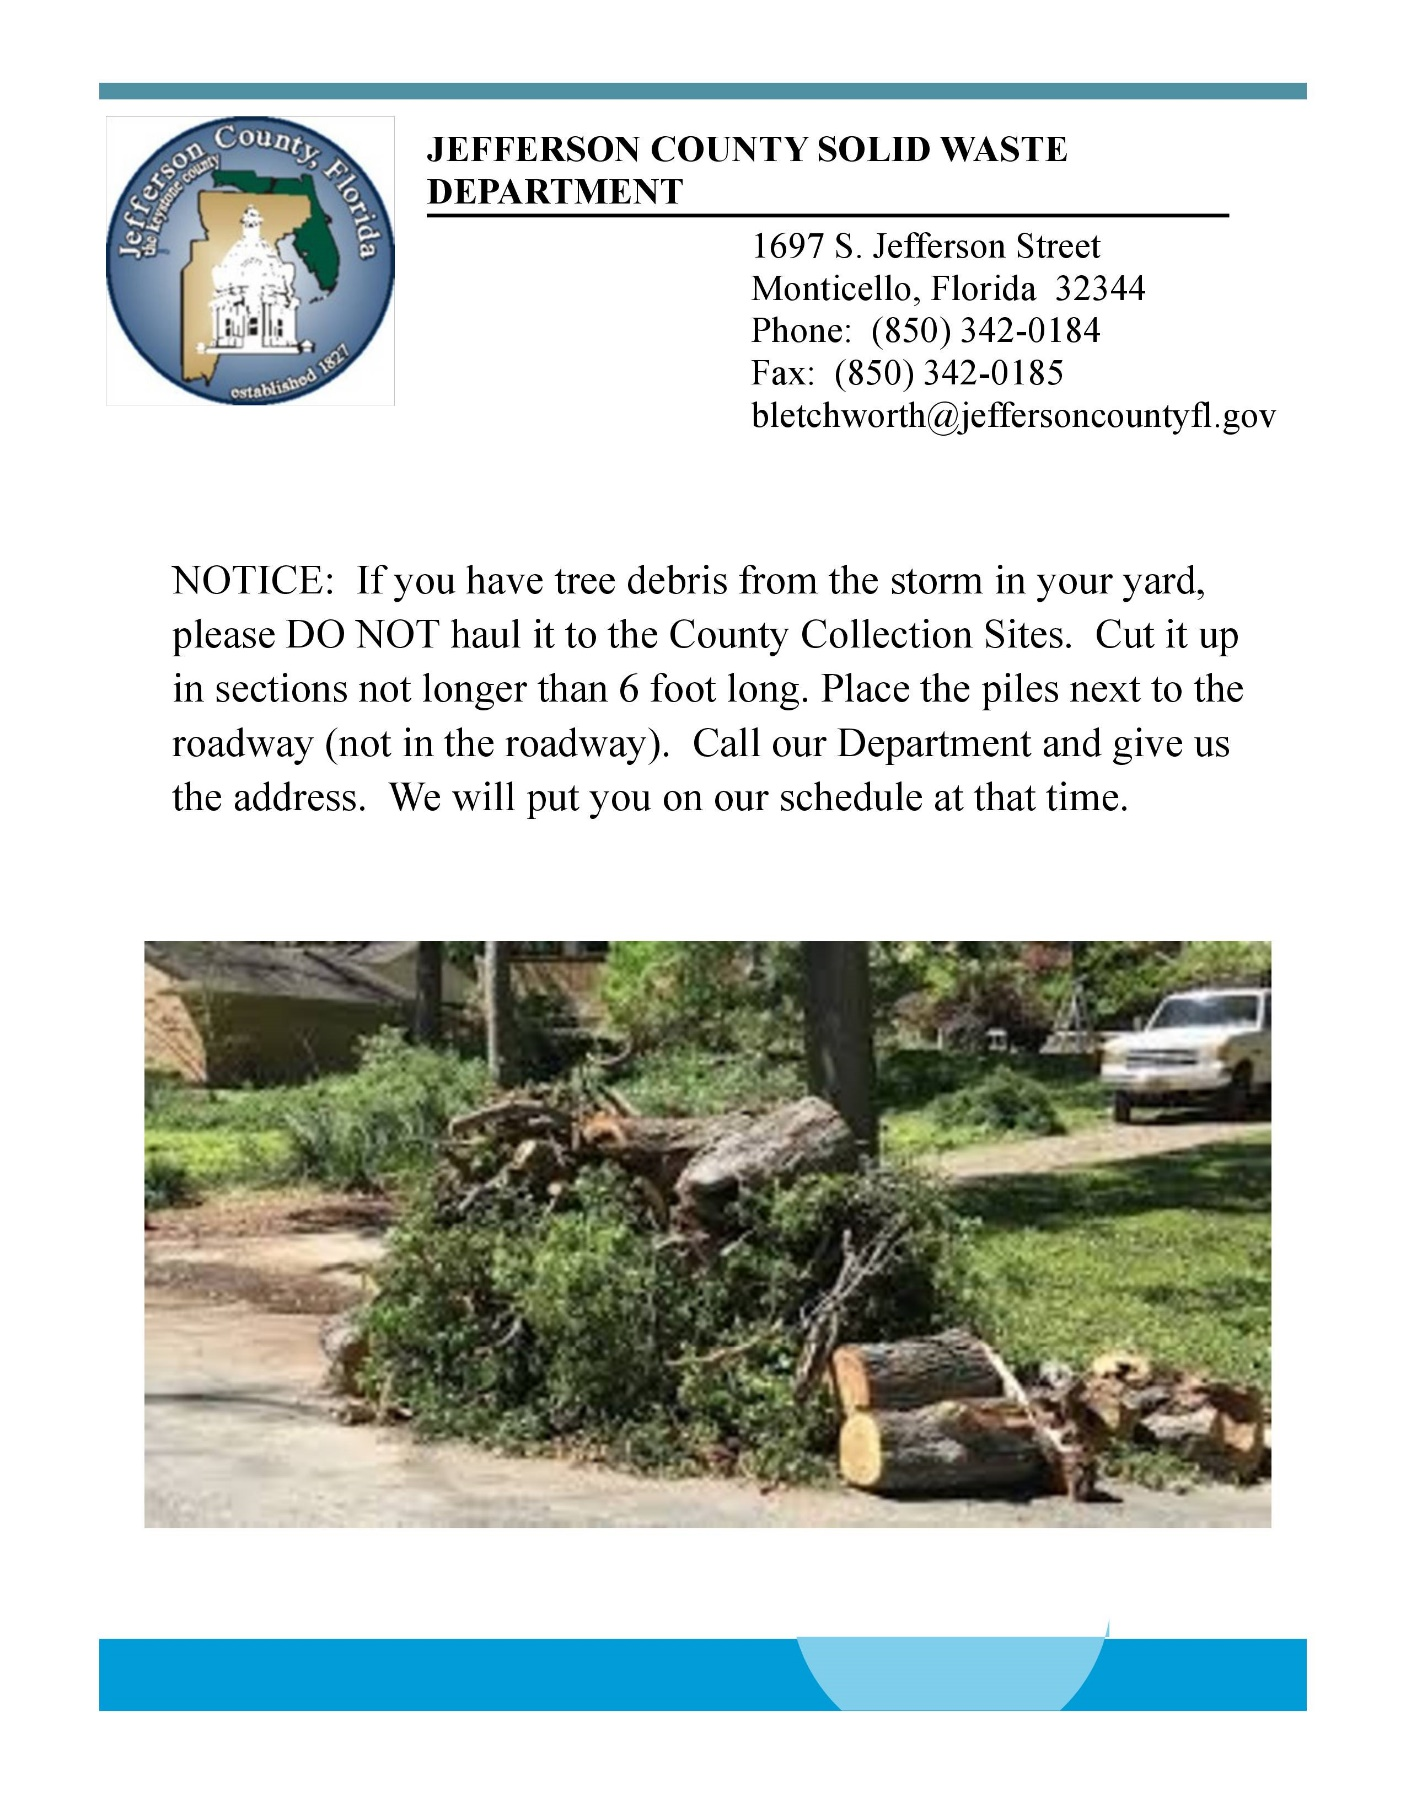 Jefferson County, Florida
the keystone county
established 1827
JEFFERSON COUNTY SOLID WASTE
DEPARTMENT
1697 S. Jefferson Street
Monticello, Florida  32344
Phone:  (850) 342-0184
Fax:  (850) 342-0185
bletchworth@jeffersoncountyfl.gov
NOTICE:  If you have tree debris from the storm in your yard,
please DO NOT haul it to the County Collection Sites.  Cut it up
in sections not longer than 6 foot long. Place the piles next to the
roadway (not in the roadway).  Call our Department and give us
the address.  We will put you on our schedule at that time.